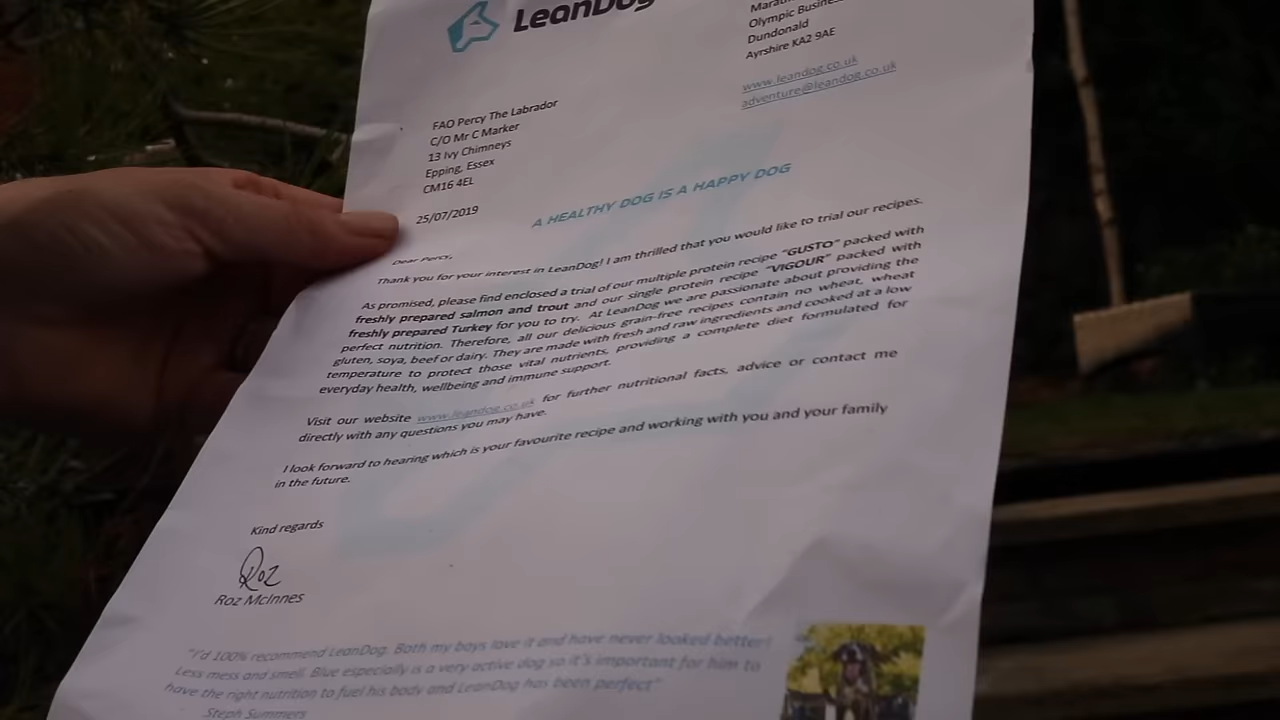 LeanDog
Olympic
Dundonald
Ayrshire KA2 9AE
www.leandog.co.uk
adventure@leandog.co.uk
FAO Percy The Labrador
C/O Mr C Marker
13 Ivy Chimneys
Epping, Essex
CM16 4EL
25/07/2019
A HEALTHY DOG IS A HAPPY DOG
Dear Percy,
Thank you for your interest in LeanDog! I am thrilled that you would like to trial our recipes.
As promised, please find enclosed a trial of our multiple protein recipe "GUSTO" packed with
freshly prepared salmon and trout and our single protein recipe "VIGOUR" packed with
freshly prepared Turkey for you to try. At LeanDog we are passionate about providing the
perfect nutrition. Therefore, all our delicious grain-free recipes contain no wheat, wheat
gluten, soya, beef or dairy. They are made with fresh and raw ingredients and cooked at a low
temperature to protect those vital nutrients, providing a complete diet formulated for
everyday health, wellbeing and immune support.
Visit our website www.leandog.co.uk for further nutritional facts, advice or contact me
directly with any questions you may have.
I look forward to hearing which is your favourite recipe and working with you and your family
in the future.
Kind regards
Roz
Roz McInnes
"I'd 100% recommend LeanDog. Both my boys love it and have never looked better!
Less mess and smell. Blue especially is a very active dog so it's important for him to
have the right nutrition to fuel his body and LeanDog has been perfect"
Steph Summers